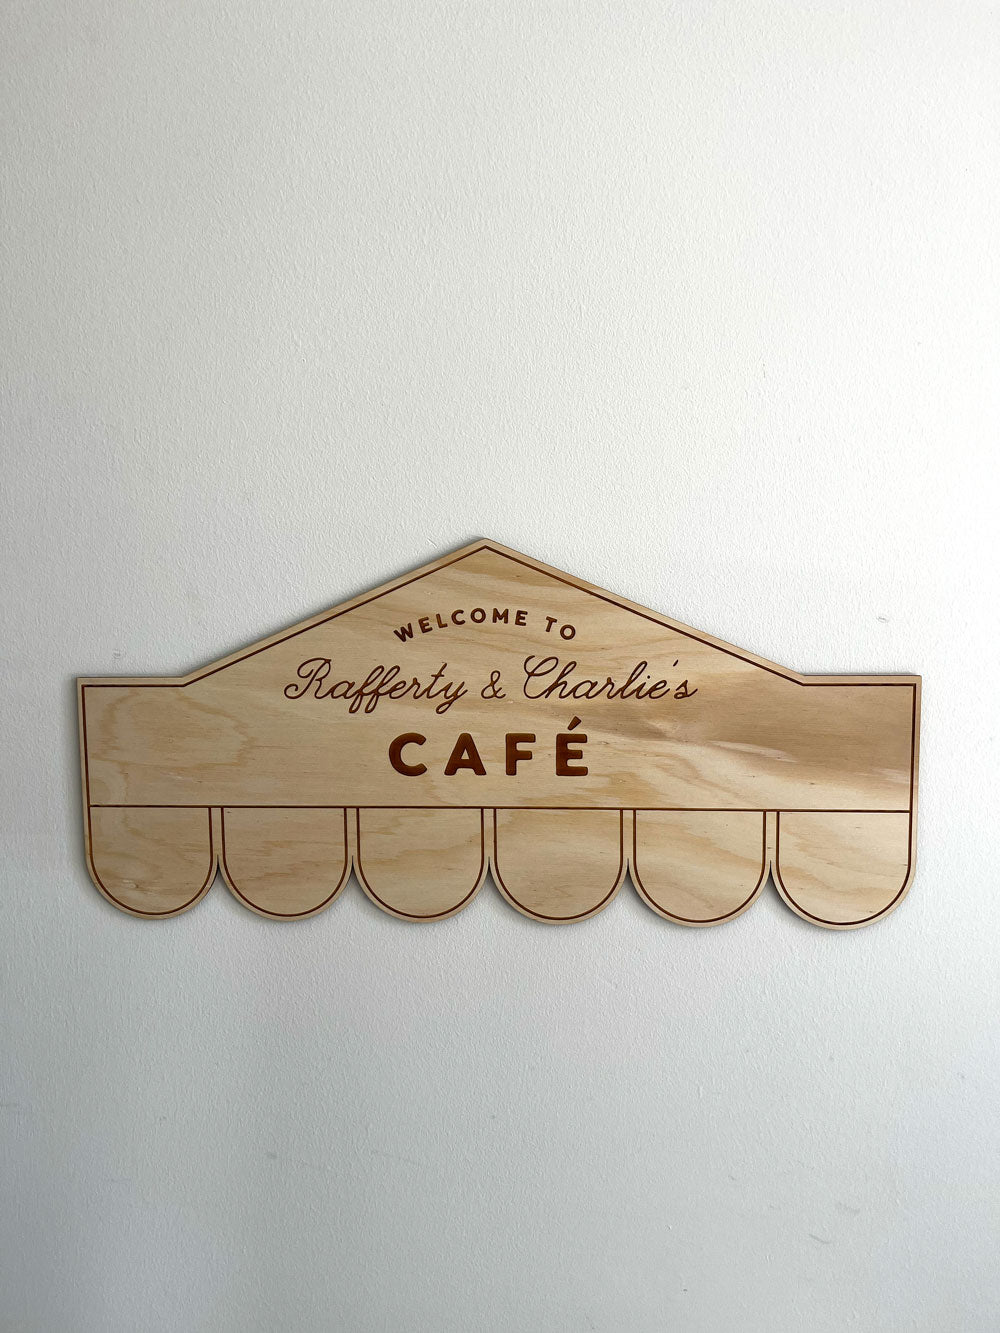 WELCOME TO
Rafferty & Charlie's
CAFÉ